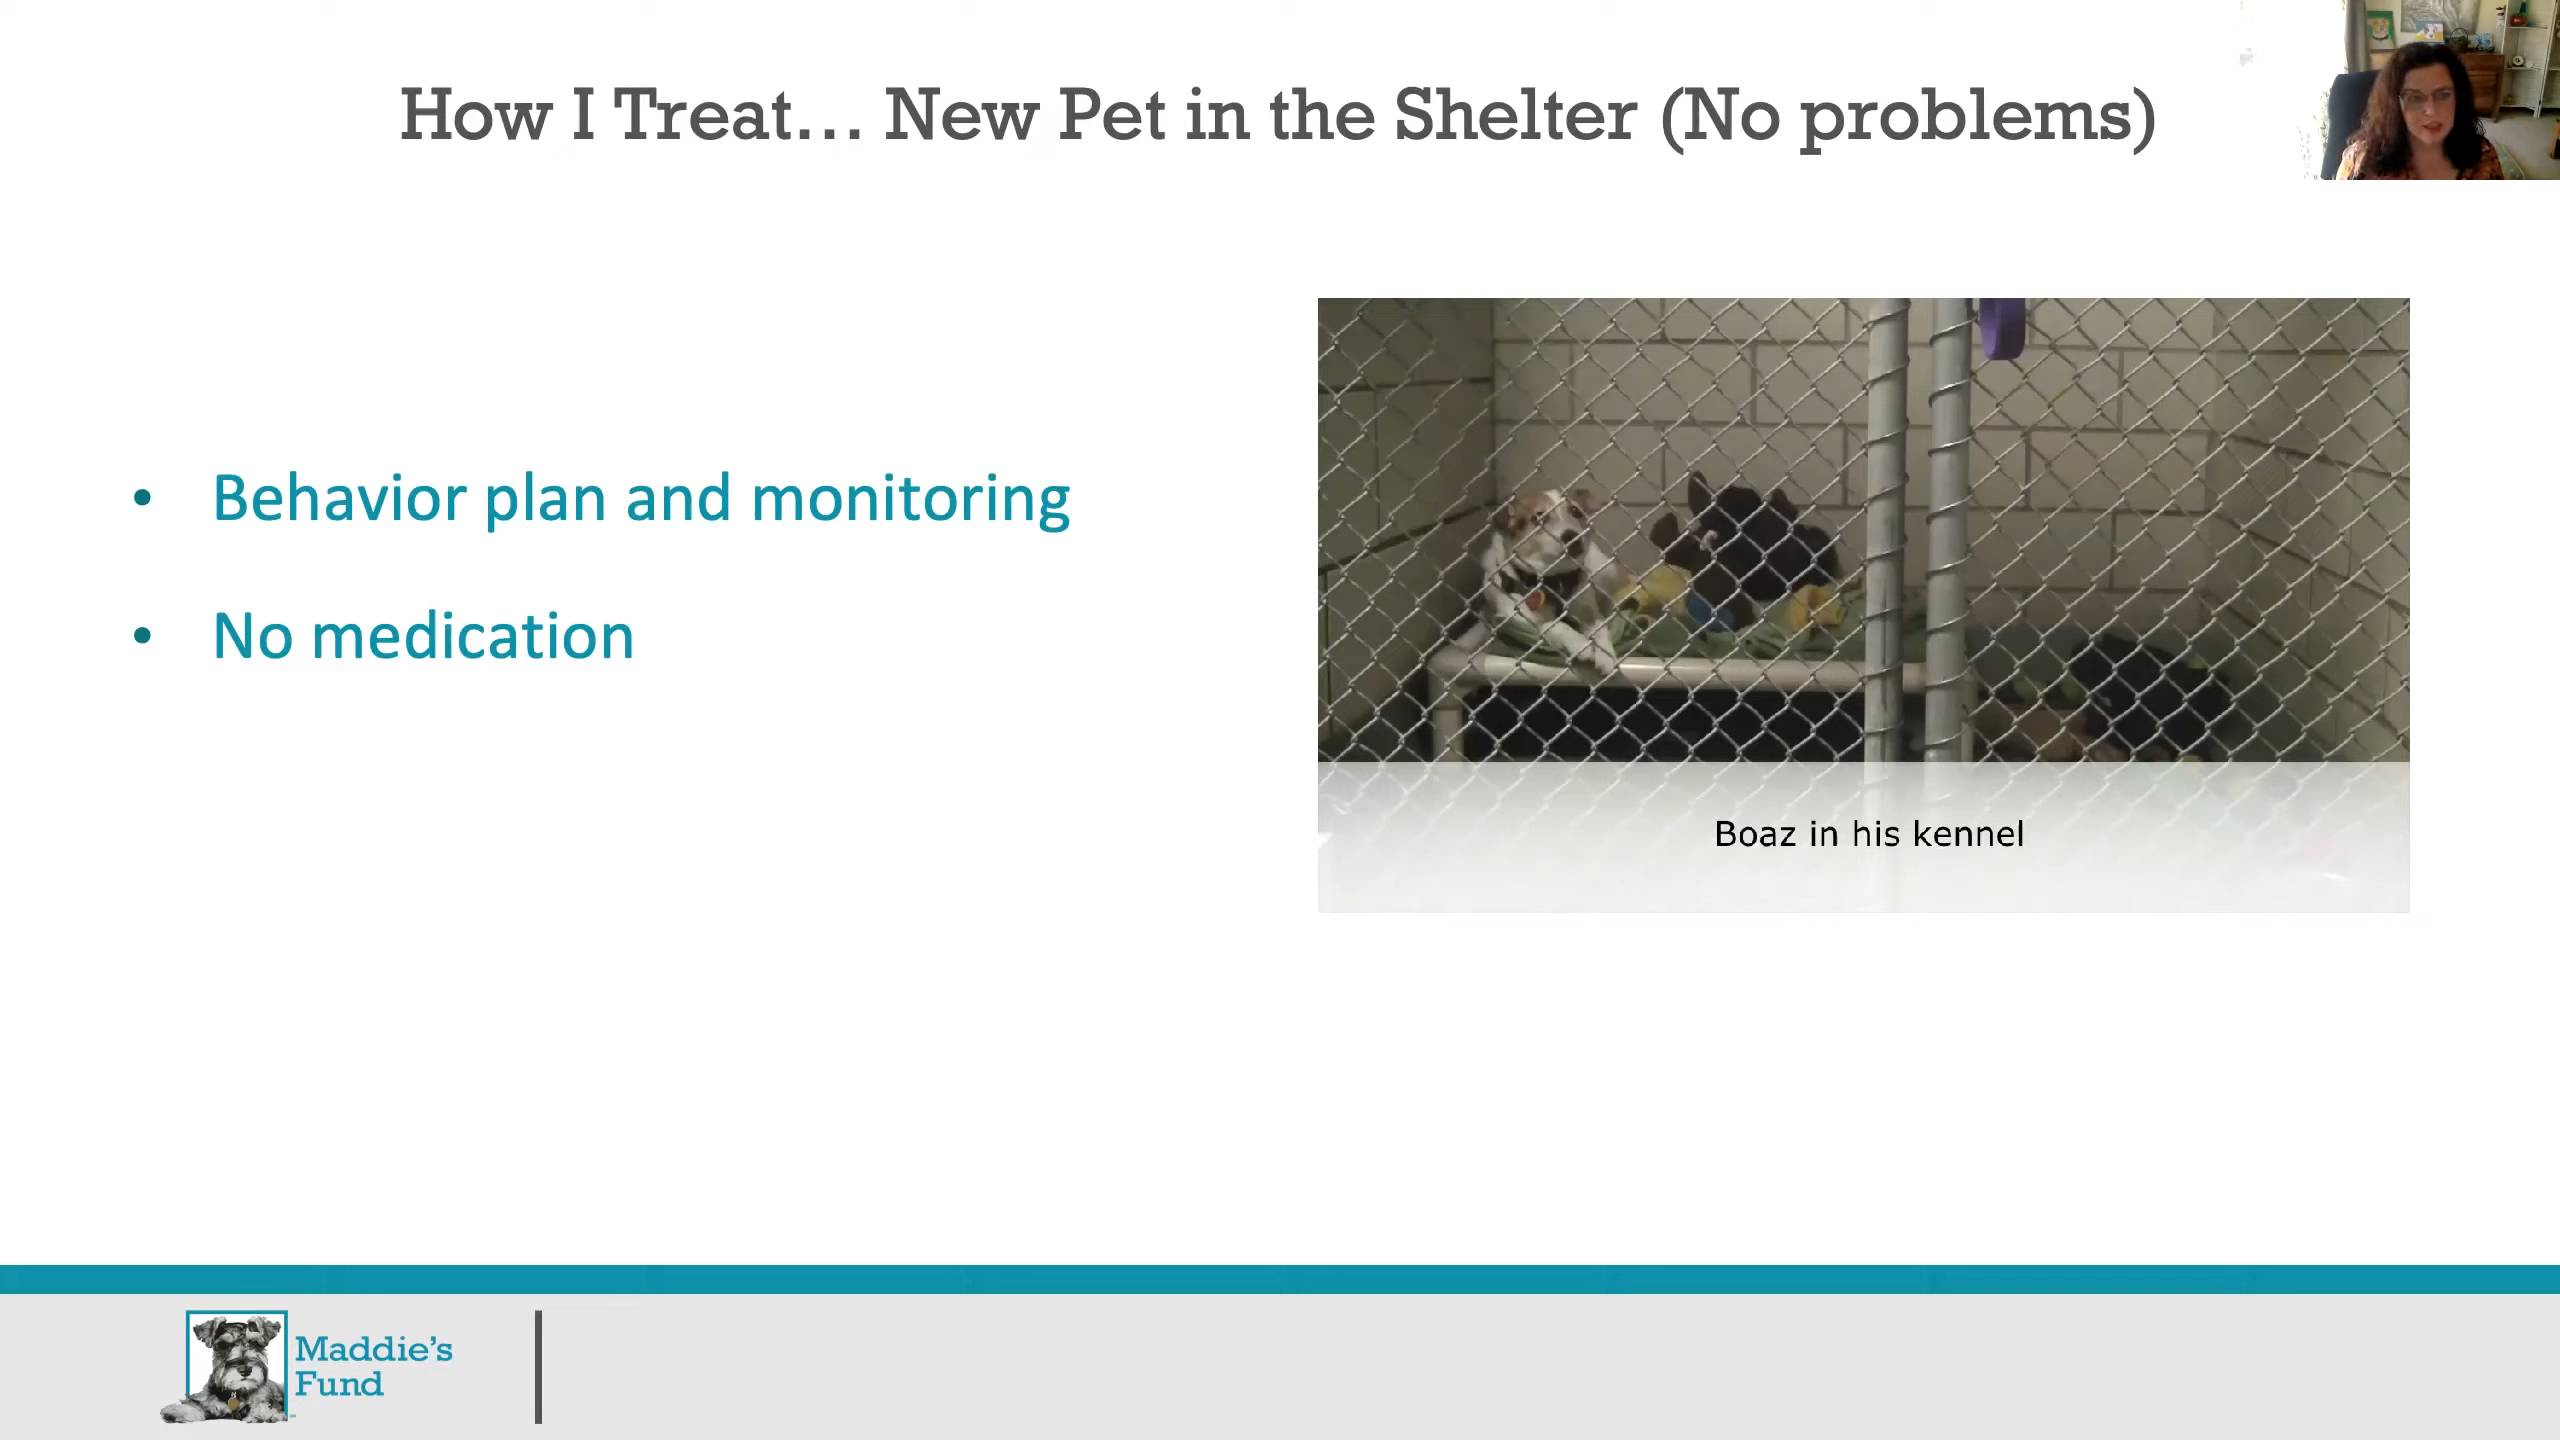 How I Treat... New Pet in the Shelter (No problems)
• Behavior plan and monitoring
• No medication
Boaz in his kennel
Maddie's
Fund